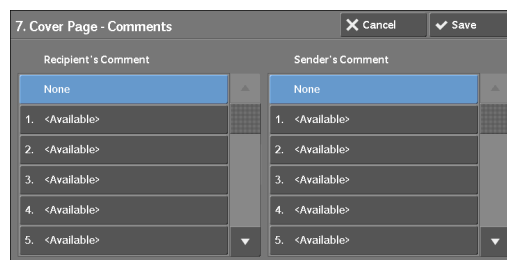 7. Cover Page - Comments
Cancel
Save
Recipient's Comment
None
1. <Available>
2. <Available>
3. <Available>
4. <Available>
5. <Available>
Sender's Comment
None
1. <Available>
2. <Available>
3. <Available>
4. <Available>
5. <Available>